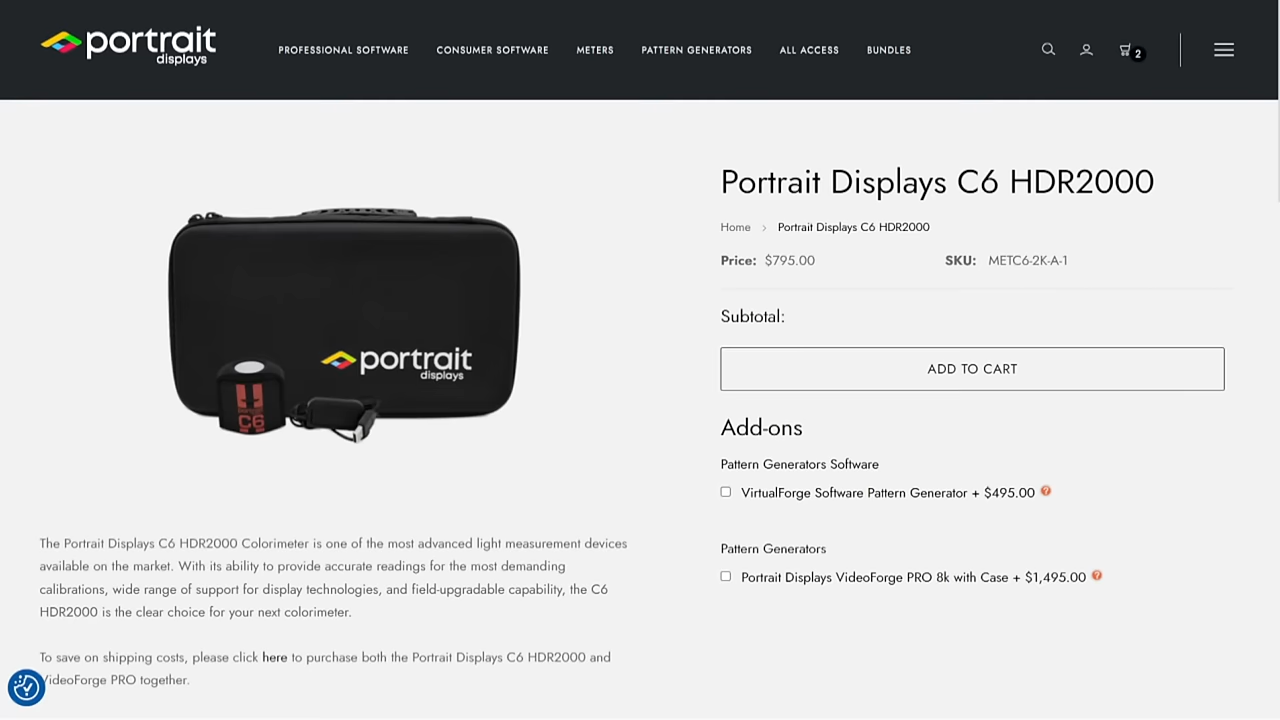 portrait
displays
PROFESSIONAL SOFTWARE CONSUMER SOFTWARE METERS PATTERN GENERATORS ALL ACCESS BUNDLES
2
Portrait Displays C6 HDR2000
Home > Portrait Displays C6 HDR2000
Price: $795.00 SKU: METC6-2K-A-1
Subtotal:
ADD TO CART
Add-ons
Pattern Generators Software
VirtualForge Software Pattern Generator + $495.00 ?
Pattern Generators
Portrait Displays VideoForge PRO 8k with Case + $1,495.00 ?
portrait
displays
C6
The Portrait Displays C6 HDR2000 Colorimeter is one of the most advanced light measurement devices
available on the market. With its ability to provide accurate readings for the most demanding
calibrations, wide range of support for display technologies, and field-upgradable capability, the C6
HDR2000 is the clear choice for your next colorimeter.
To save on shipping costs, please click here to purchase both the Portrait Displays C6 HDR2000 and
VideoForge PRO together.